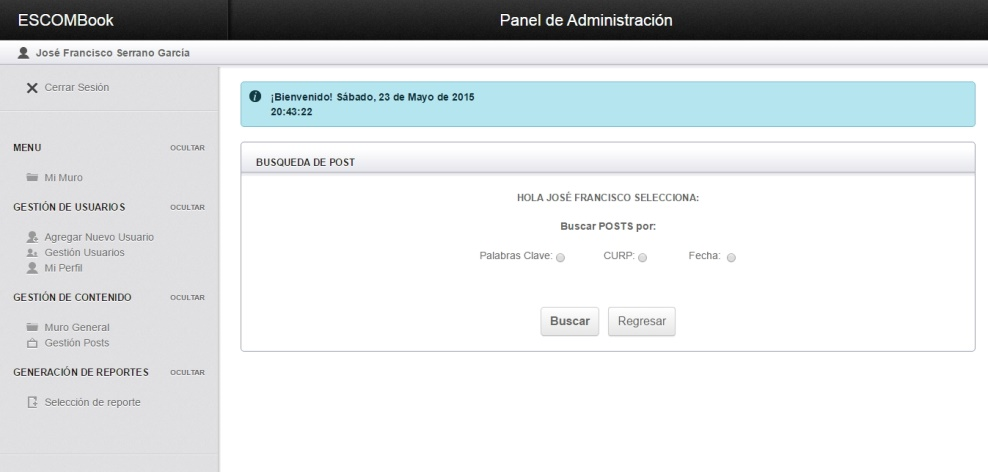 ESCOMBook
Panel de Administración
José Francisco Serrano García
Cerrar Sesión
MENU OCULTAR
Mi Muro
GESTIÓN DE USUARIOS OCULTAR
Agregar Nuevo Usuario
Gestión Usuarios
Mi Perfil
GESTIÓN DE CONTENIDO OCULTAR
Muro General
Gestión Posts
GENERACIÓN DE REPORTES OCULTAR
Selección de reporte
¡Bienvenido! Sábado, 23 de Mayo de 2015
20:43:22
BUSQUEDA DE POST
HOLA JOSÉ FRANCISCO SELECCIONA:
Buscar POSTS por:
Palabras Clave: CURP: Fecha:
Buscar Regresar